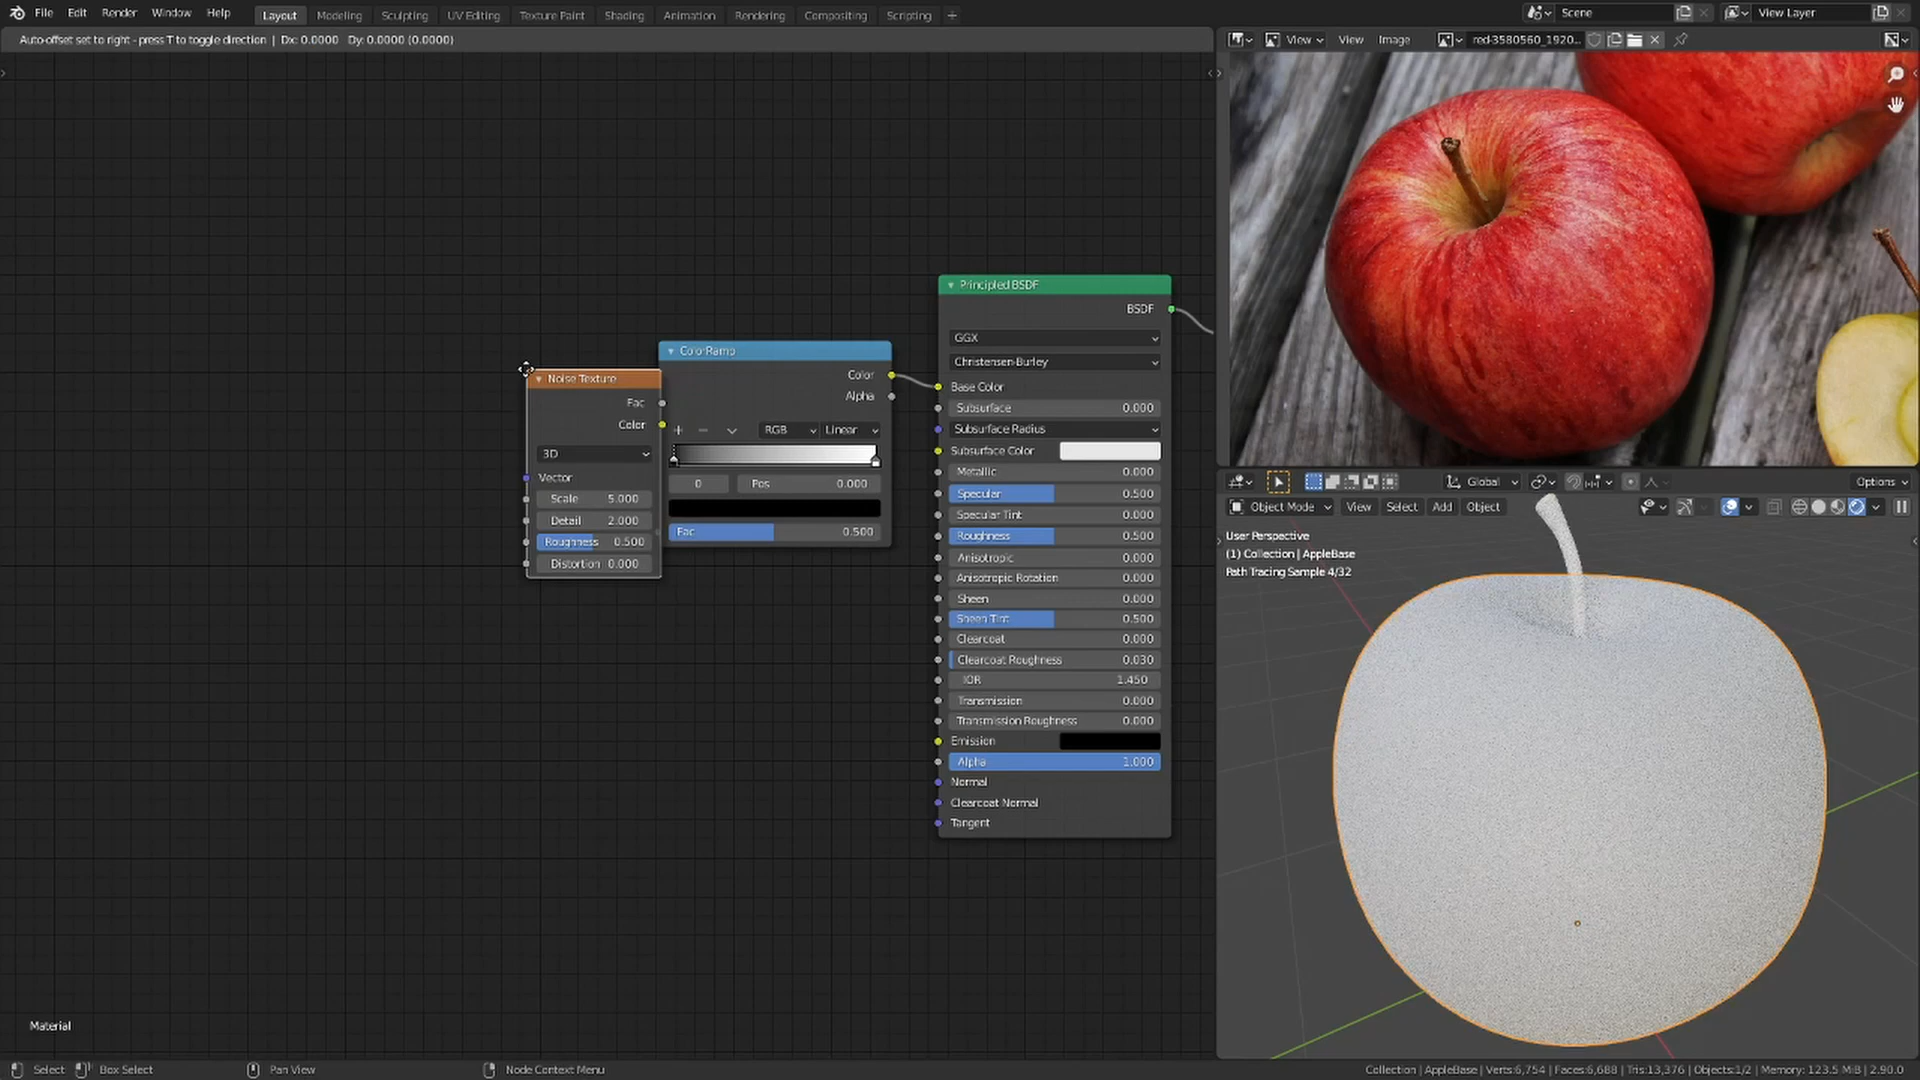 File Edit Render Window Help Layout Modeling Sculpting UV Editing Texture Paint Shading Animation Rendering Compositing Scripting + Scene View Layer
Auto-offset set to right - press T to toggle direction | Dx: 0.0000 Dy: 0.0000 (0.0000)
View View Image red-3580560_1920...
Noise Texture
Fac
Color
3D
Vector
Scale 5.000
Detail 2.000
Roughness 0.500
Distortion 0.000
ColorRamp
Color
Alpha
RGB Linear
0 Pos 0.000
Fac 0.500
Principled BSDF
BSDF
GGX
Christensen-Burley
Base Color
Subsurface 0.000
Subsurface Radius
Subsurface Color
Metallic 0.000
Specular 0.500
Specular Tint 0.000
Roughness 0.500
Anisotropic 0.000
Anisotropic Rotation 0.000
Sheen 0.000
Sheen Tint 0.500
Clearcoat 0.000
Clearcoat Roughness 0.030
IOR 1.450
Transmission 0.000
Transmission Roughness 0.000
Emission
Alpha 1.000
Normal
Clearcoat Normal
Tangent
Global Options
Object Mode View Select Add Object
User Perspective
(1) Collection | AppleBase
Path Tracing Sample 4/32
Material
Select Box Select Pan View Node Context Menu Collection | AppleBase | Verts:6,754 | Faces:6,688 | Tris:13,376 | Objects:1/2 | Memory: 123.5 MiB | 2.90.0